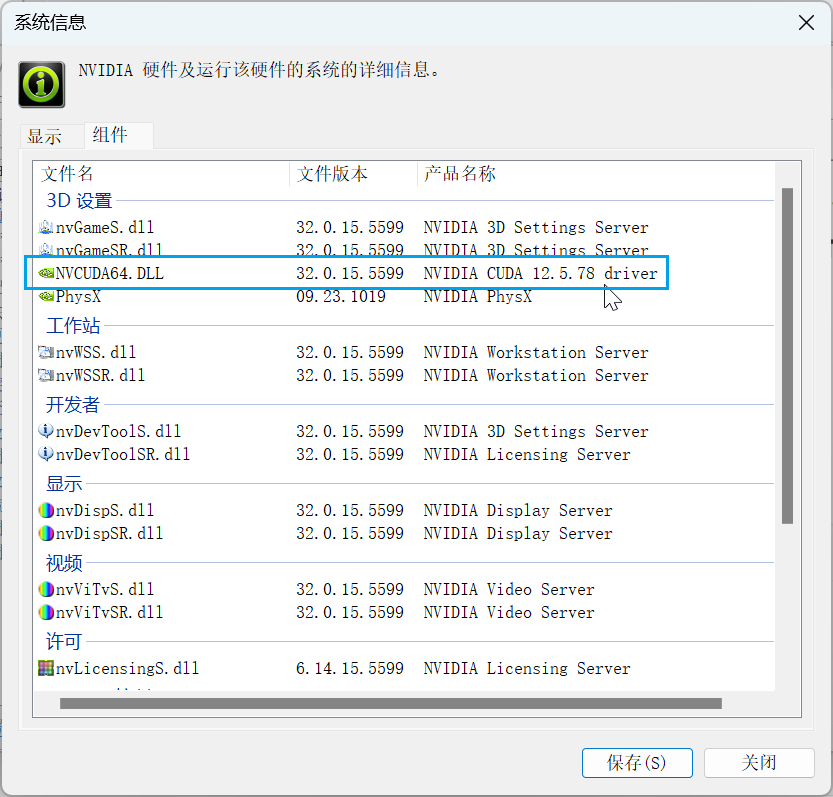 系统信息
NVIDIA 硬件及运行该硬件的系统的详细信息。
显示 组件
文件名 文件版本 产品名称
3D 设置
nvGameS.dll 32.0.15.5599 NVIDIA 3D Settings Server
nvGameSR.dll 32.0.15.5599 NVIDIA 3D Settings Server
NVCUDA64.DLL 32.0.15.5599 NVIDIA CUDA 12.5.78 driver
PhysX 09.23.1019 NVIDIA PhysX
工作站
nvWSS.dll 32.0.15.5599 NVIDIA Workstation Server
nvWSSR.dll 32.0.15.5599 NVIDIA Workstation Server
开发者
nvDevToolS.dll 32.0.15.5599 NVIDIA 3D Settings Server
nvDevToolSR.dll 32.0.15.5599 NVIDIA Licensing Server
显示
nvDispS.dll 32.0.15.5599 NVIDIA Display Server
nvDispSR.dll 32.0.15.5599 NVIDIA Display Server
视频
nvViTvS.dll 32.0.15.5599 NVIDIA Video Server
nvViTvSR.dll 32.0.15.5599 NVIDIA Video Server
许可
nvLicensingS.dll 6.14.15.5599 NVIDIA Licensing Server
保存(S) 关闭